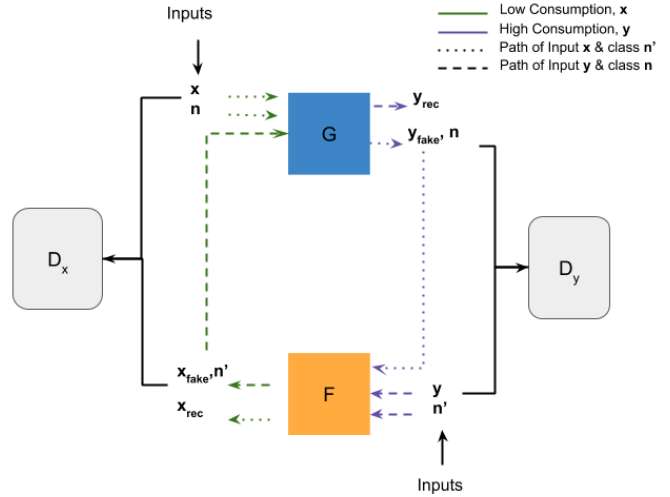 Inputs
Low Consumption, x
High Consumption, y
Path of Input x & class n’
Path of Input y & class n
x
n
G
y_rec
y_fake, n
D_x
D_y
x_fake,n’
x_rec
F
y
n’
Inputs